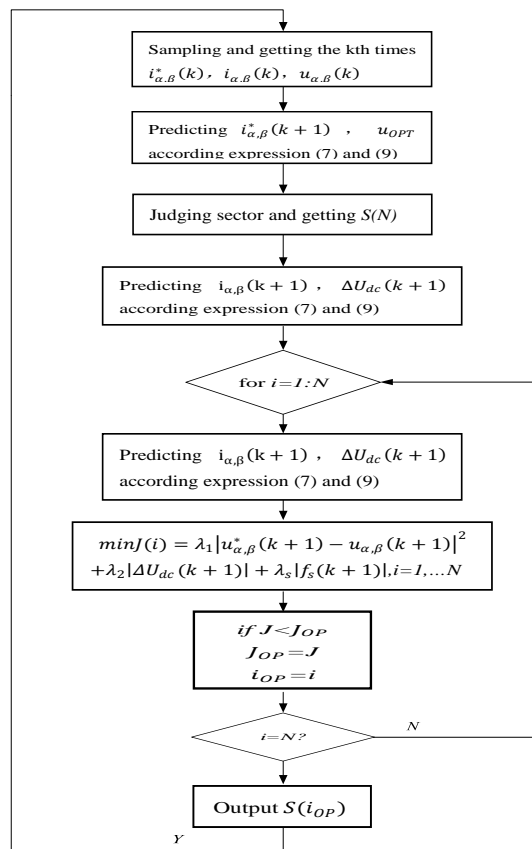 Sampling and getting the kth times
i*α.β(k), iα.β(k), uα.β(k)
Predicting i*α,β(k + 1) , uOPT
according expression (7) and (9)
Judging sector and getting S(N)
Predicting iα,β(k + 1) , ΔUdc(k + 1)
according expression (7) and (9)
for i=1:N
Predicting iα,β(k + 1) , ΔUdc(k + 1)
according expression (7) and (9)
minJ(i) = λ1|u*α,β(k + 1) − uα,β(k + 1)|²
+λ2|ΔUdc(k + 1)| + λs|fs(k + 1)|,i=1,...N
if J<JOP
JOP=J
iOP=i
i=N?
N
Output S(iOP)
Y